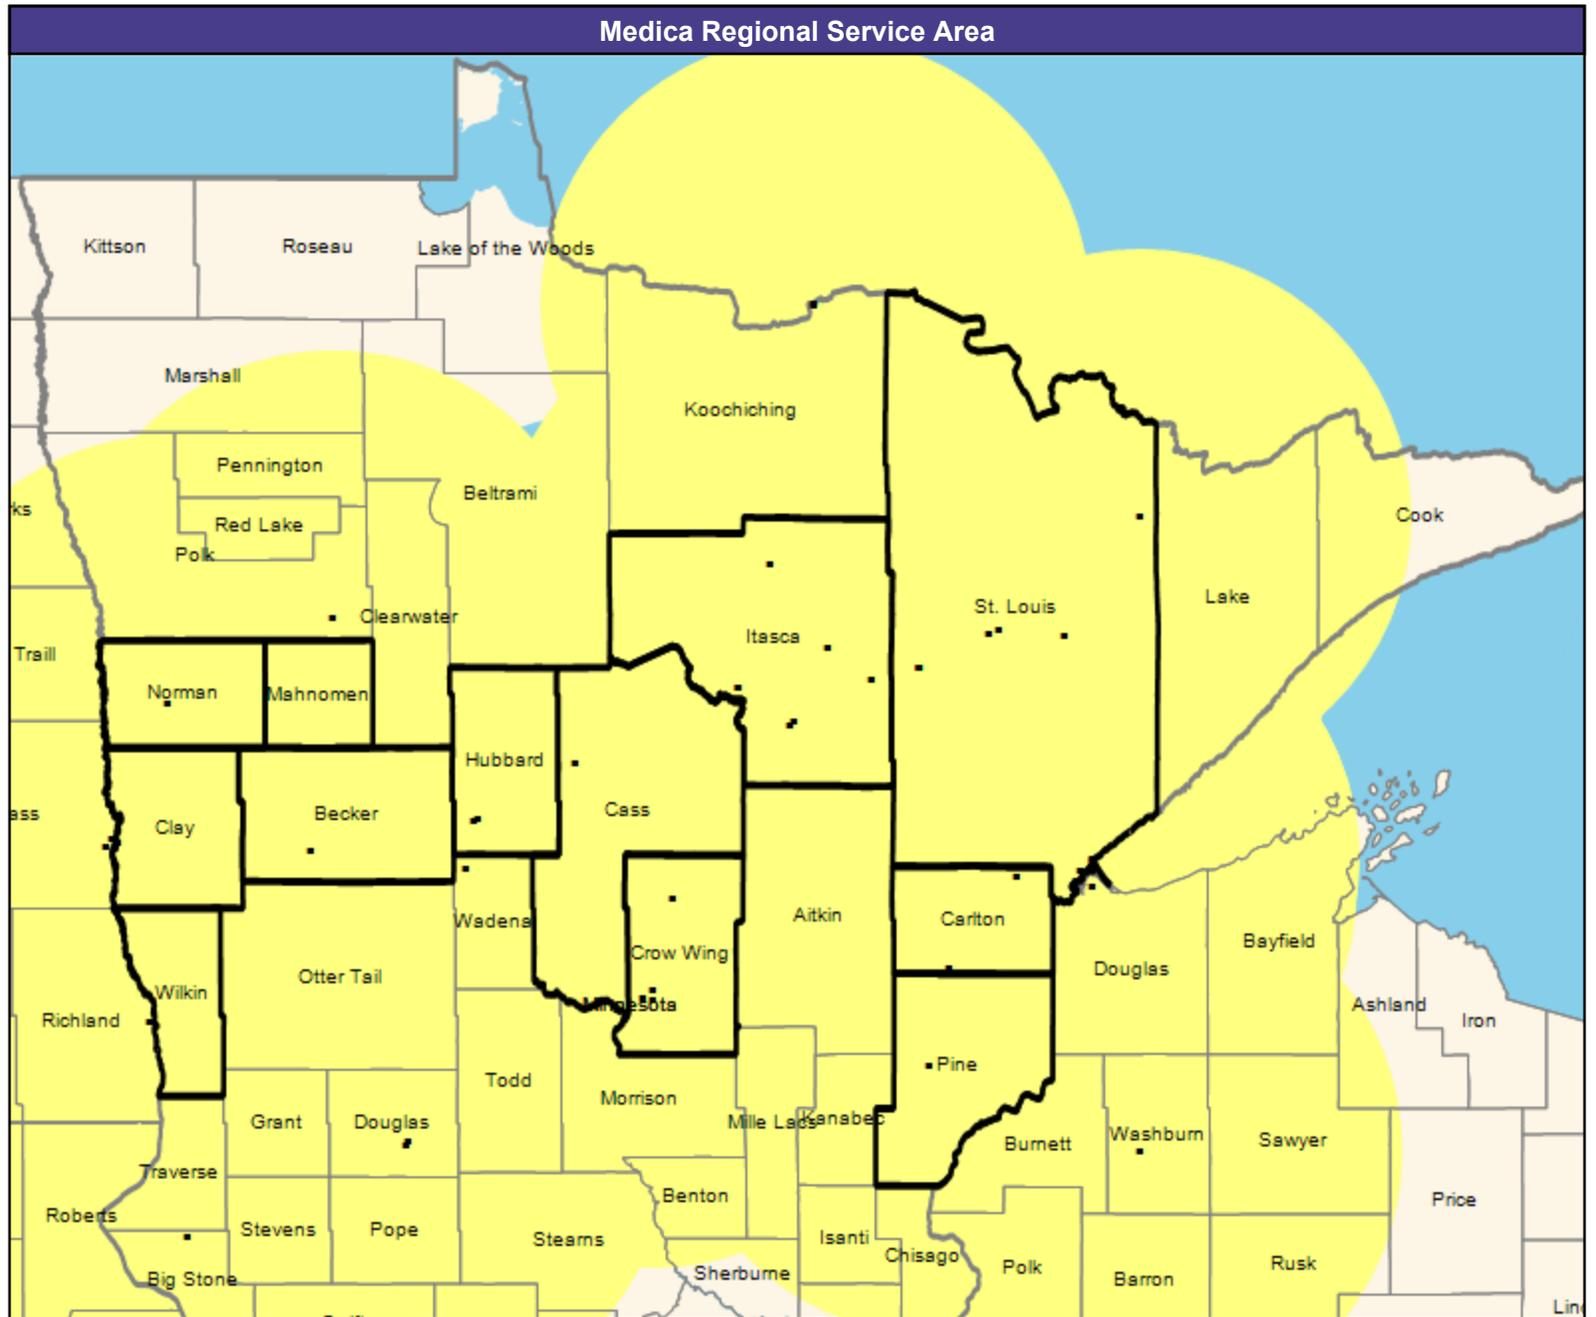 Medica Regional Service Area
Kittson
Roseau
Lake of the Woods
Marshall
Koochiching
Pennington
Beltrami
ks
Red Lake
Cook
Polk
Clearwater
St. Louis
Lake
Itasca
Traill
Norman
Mahnomen
Hubbard
Cass
Becker
ass
Clay
Wadena
Aitkin
Carlton
Crow Wing
Bayfield
Douglas
Otter Tail
Wilkin
Minnesota
Ashland
Richland
Iron
Pine
Todd
Morrison
Grant
Douglas
Mille Lacs
Kanabec
Burnett
Washburn
Sawyer
Traverse
Benton
Price
Roberts
Stevens
Pope
Stearns
Isanti
Chisago
Big Stone
Sherburne
Polk
Barron
Rusk
Lin